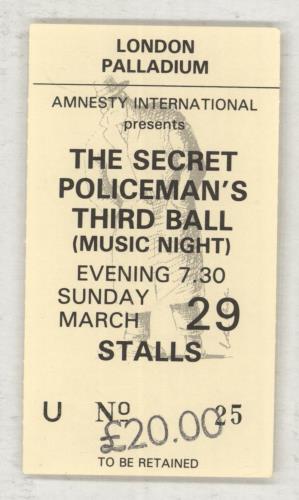 LONDON
PALLADIUM
AMNESTY INTERNATIONAL
presents
THE SECRET
POLICEMAN'S
THIRD BALL
(MUSIC NIGHT)
EVENING 7.30
SUNDAY
MARCH 29
STALLS
U No 25
£20.00
TO BE RETAINED